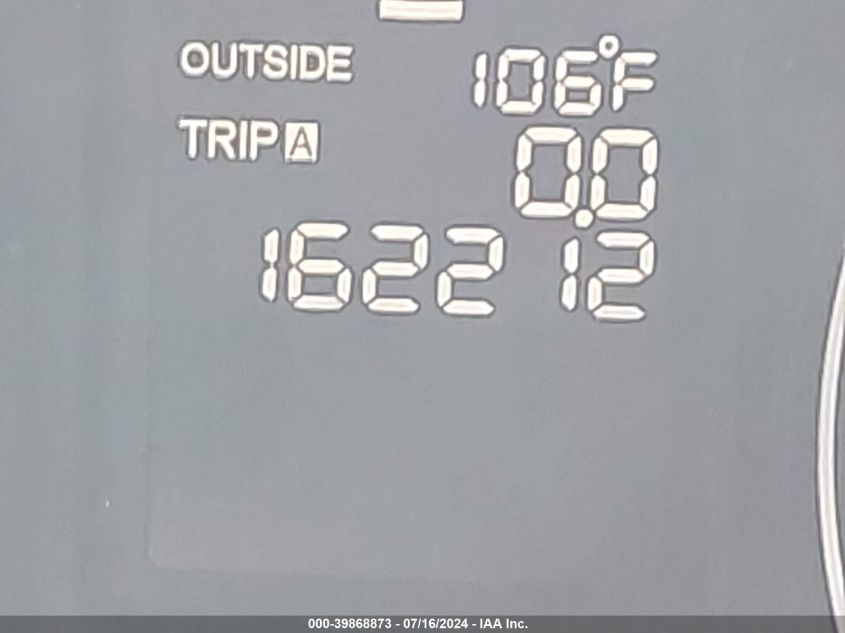 OUTSIDE 106°F
TRIP A 0.0
162212
000-39868873 - 07/16/2024 - IAA Inc.